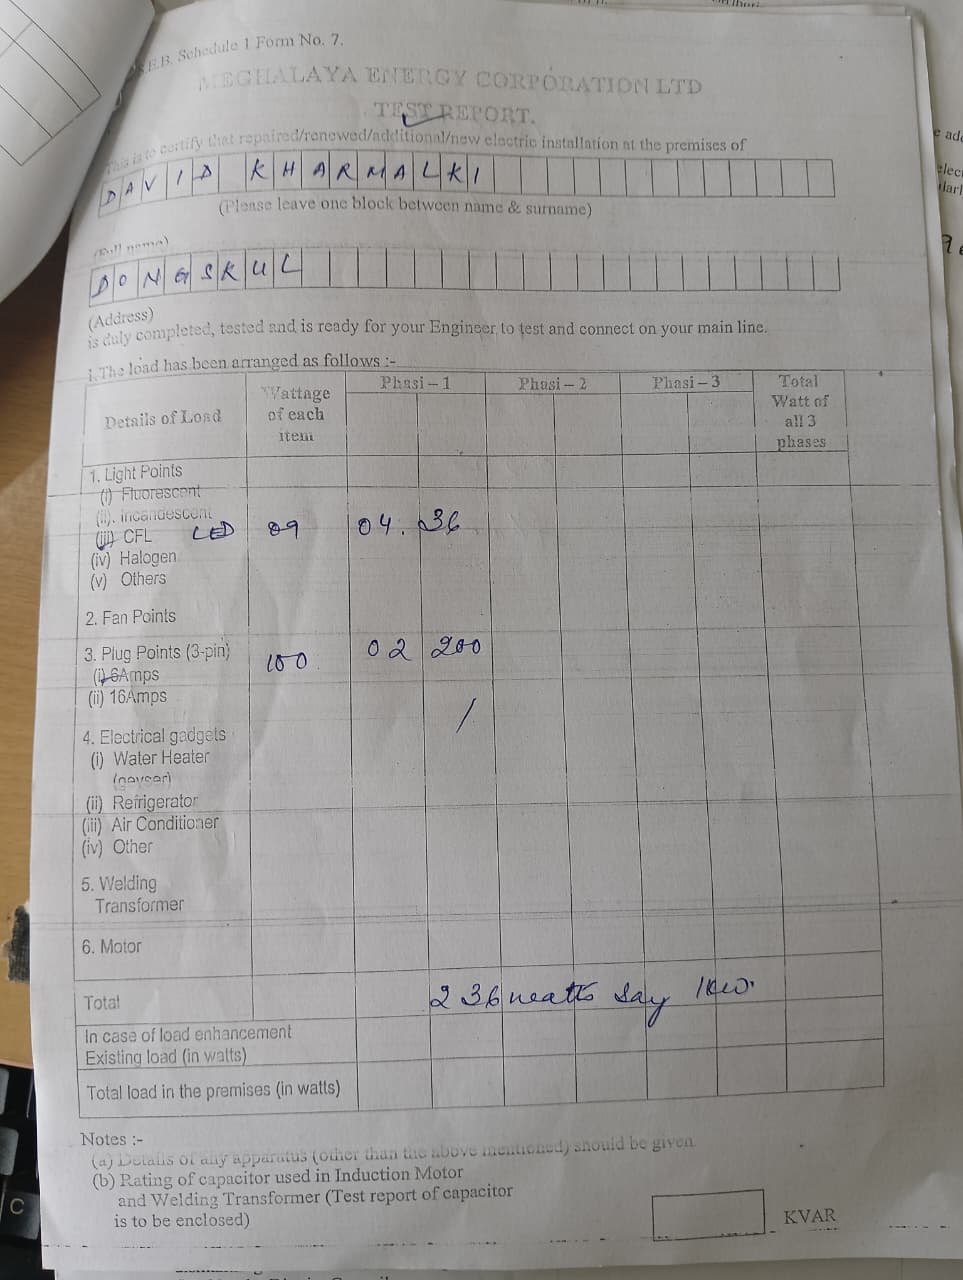 S.E.B. Schedule 1 Form No. 7.
MEGHALAYA ENERGY CORPORATION LTD
TEST REPORT.
This is to certify that repaired/renewed/additional/new electric installation at the premises of
DAVID KHARMALKI
(Please leave one block between name & surname)
(Full name)
DONGSKUL
(Address)
is duly completed, tested and is ready for your Engineer to test and connect on your main line.
1.The load has been arranged as follows :-
Details of Load Wattage of each item Phasi – 1 Phasi – 2 Phasi – 3 Total Watt of all 3 phases
1. Light Points
(i) Fluorescent
(ii). Incandescent
(iii) CFL LED 09 04. 36
(iv) Halogen
(v) Others
2. Fan Points
3. Plug Points (3-pin) 100 02 200
(i) 6Amps
(ii) 16Amps
4. Electrical gadgets
(i) Water Heater
(geyser)
(ii) Refrigerator
(iii) Air Conditioner
(iv) Other
5. Welding
Transformer
6. Motor
Total 236 watts say 1kw.
In case of load enhancement
Existing load (in watts)
Total load in the premises (in watts)
Notes :-
(a) Details of any apparatus (other than the above mentioned) should be given
(b) Rating of capacitor used in Induction Motor
and Welding Transformer (Test report of capacitor
is to be enclosed)
KVAR
C